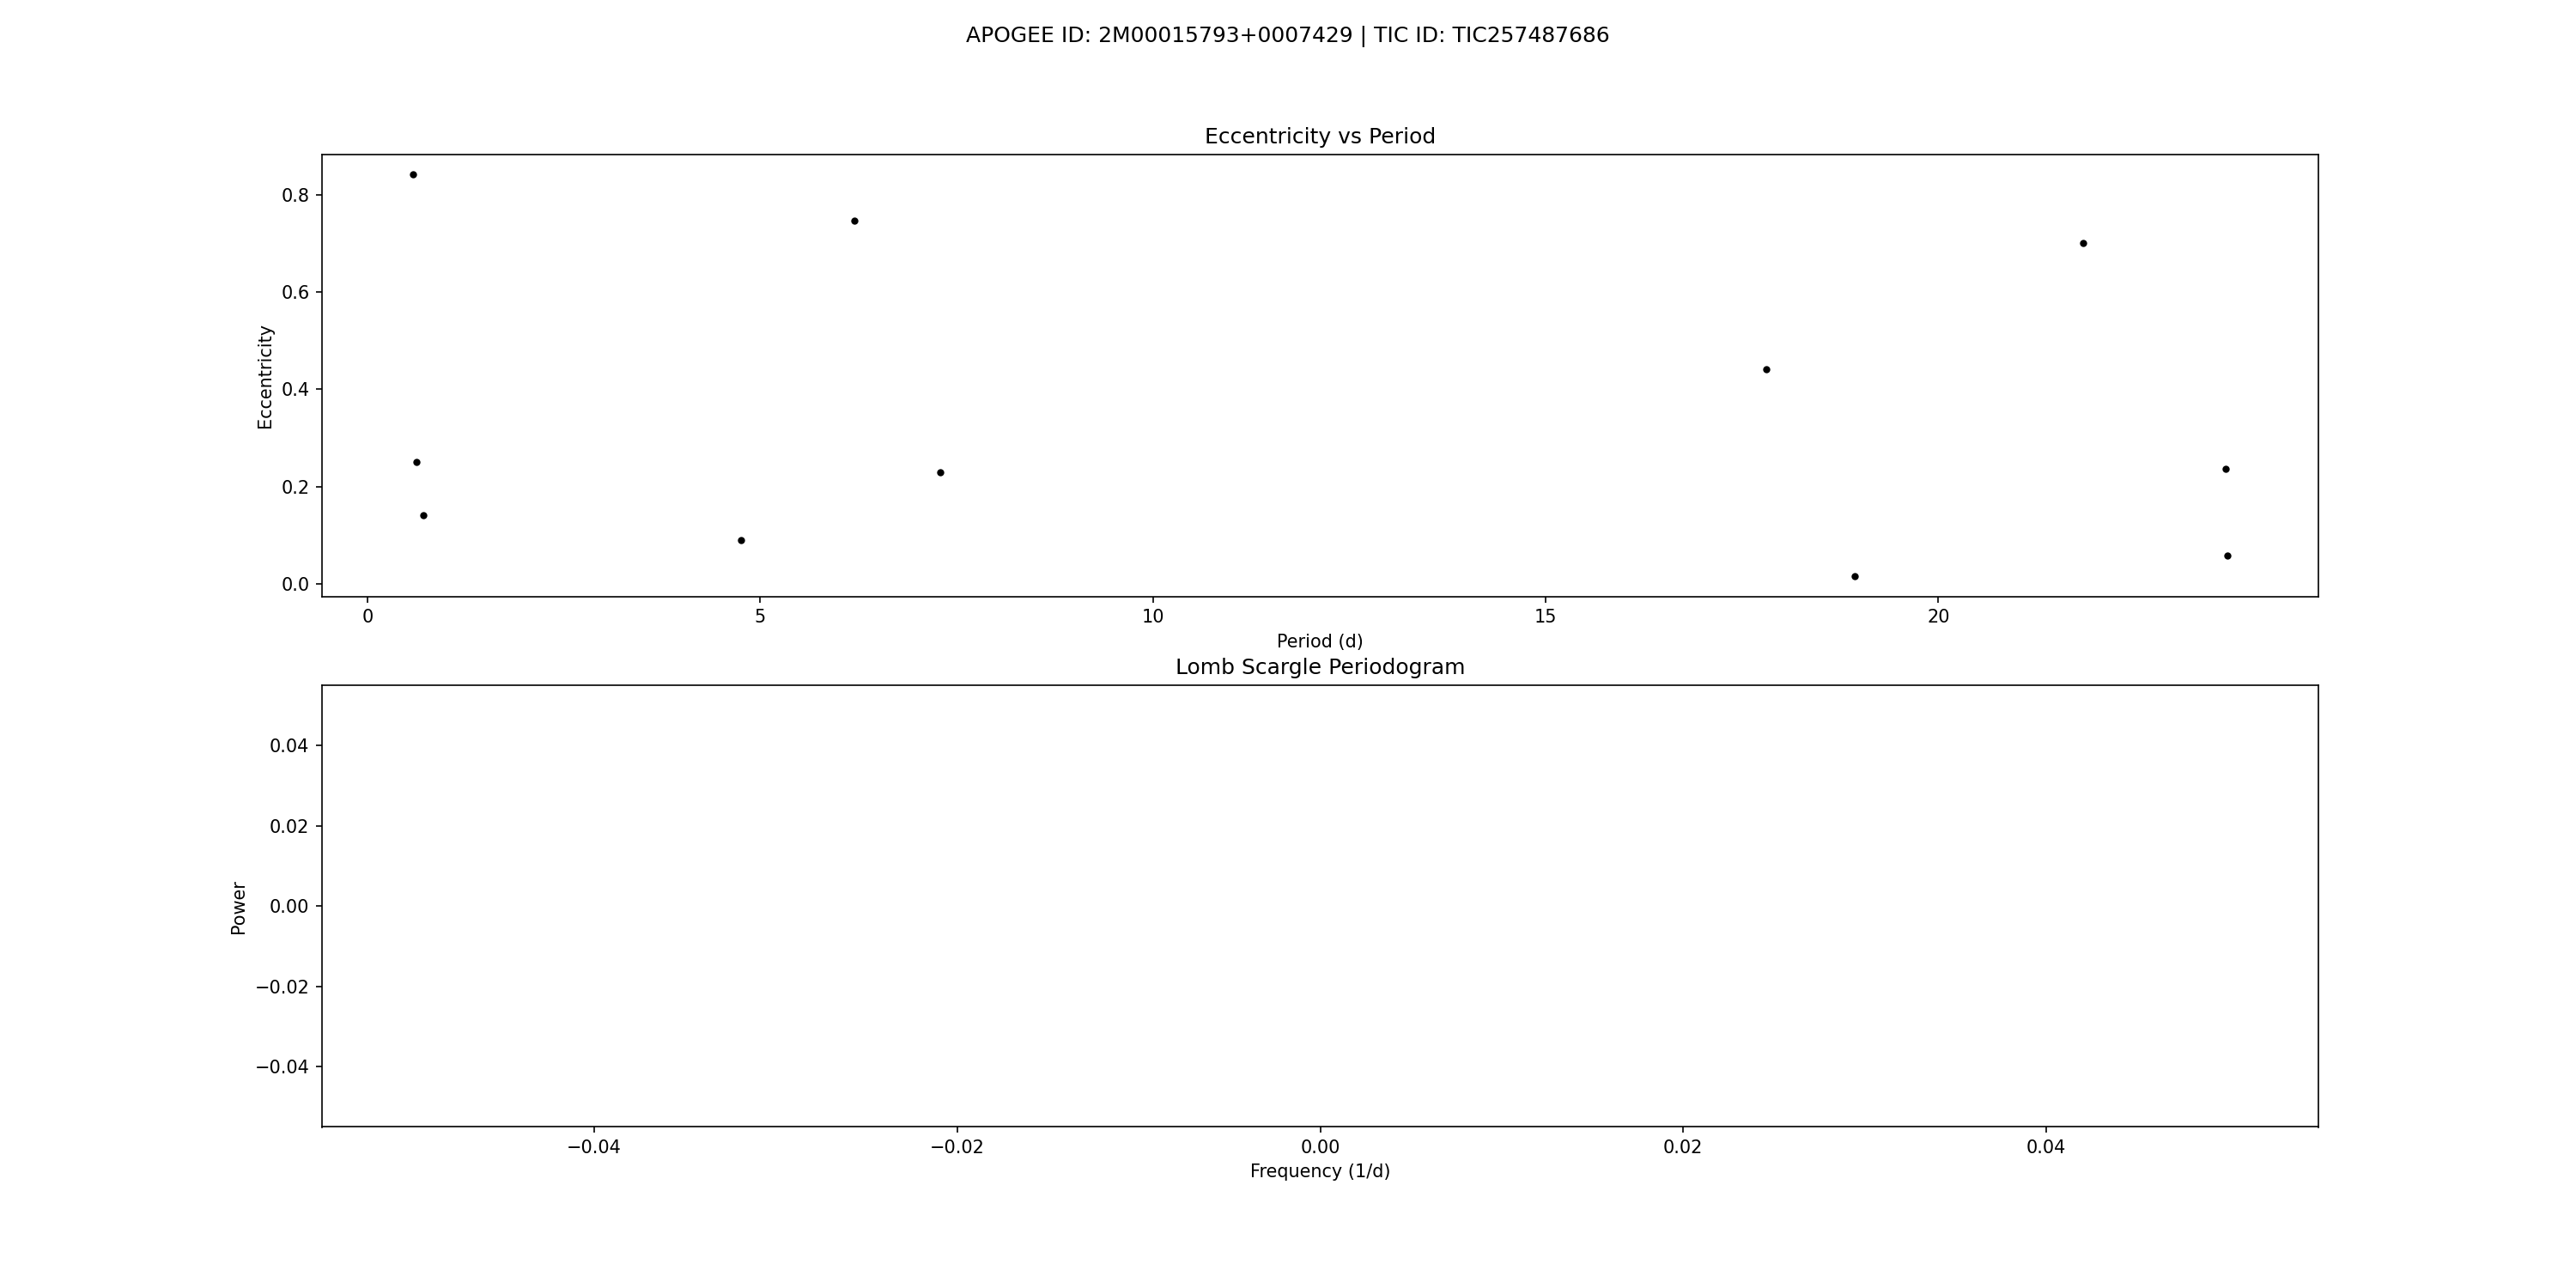 APOGEE ID: 2M00015793+0007429 | TIC ID: TIC257487686
Eccentricity vs Period
Eccentricity
0.8
0.6
0.4
0.2
0.0
0 5 10 15 20
Period (d)
Lomb Scargle Periodogram
Power
0.04
0.02
0.00
−0.02
−0.04
−0.04 −0.02 0.00 0.02 0.04
Frequency (1/d)